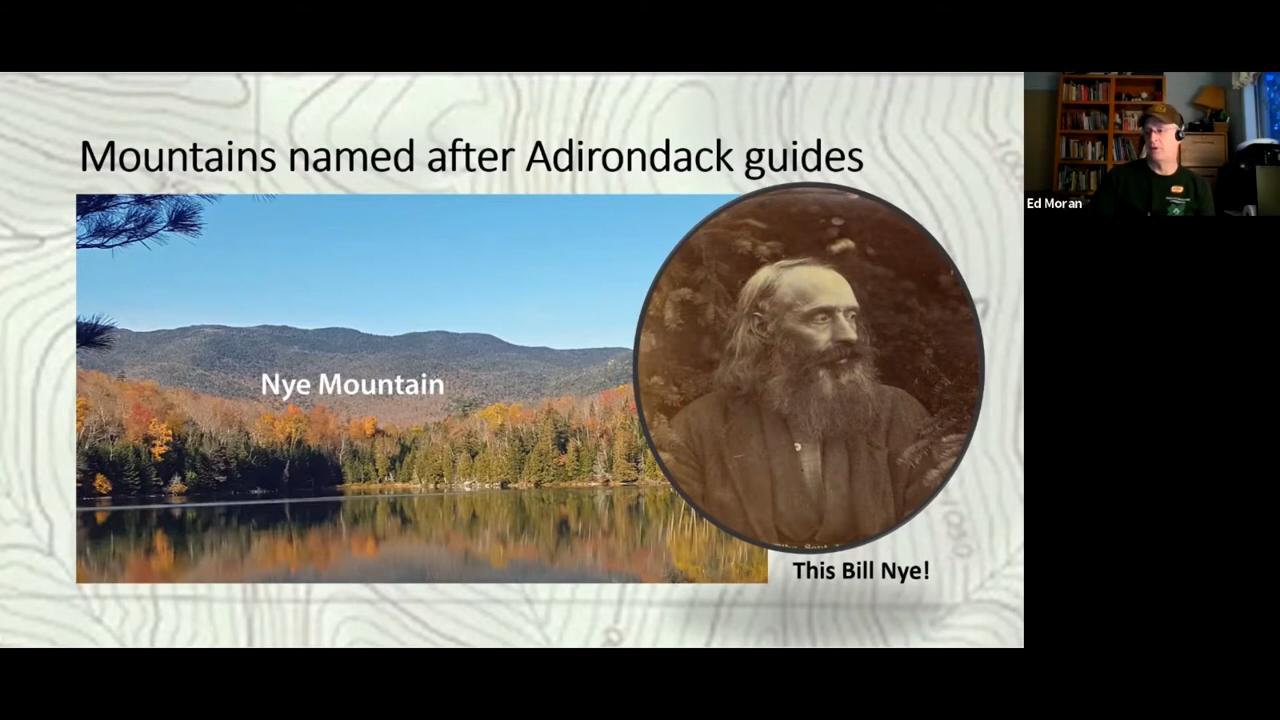 Mountains named after Adirondack guides
Nye Mountain
This Bill Nye!
Ed Moran